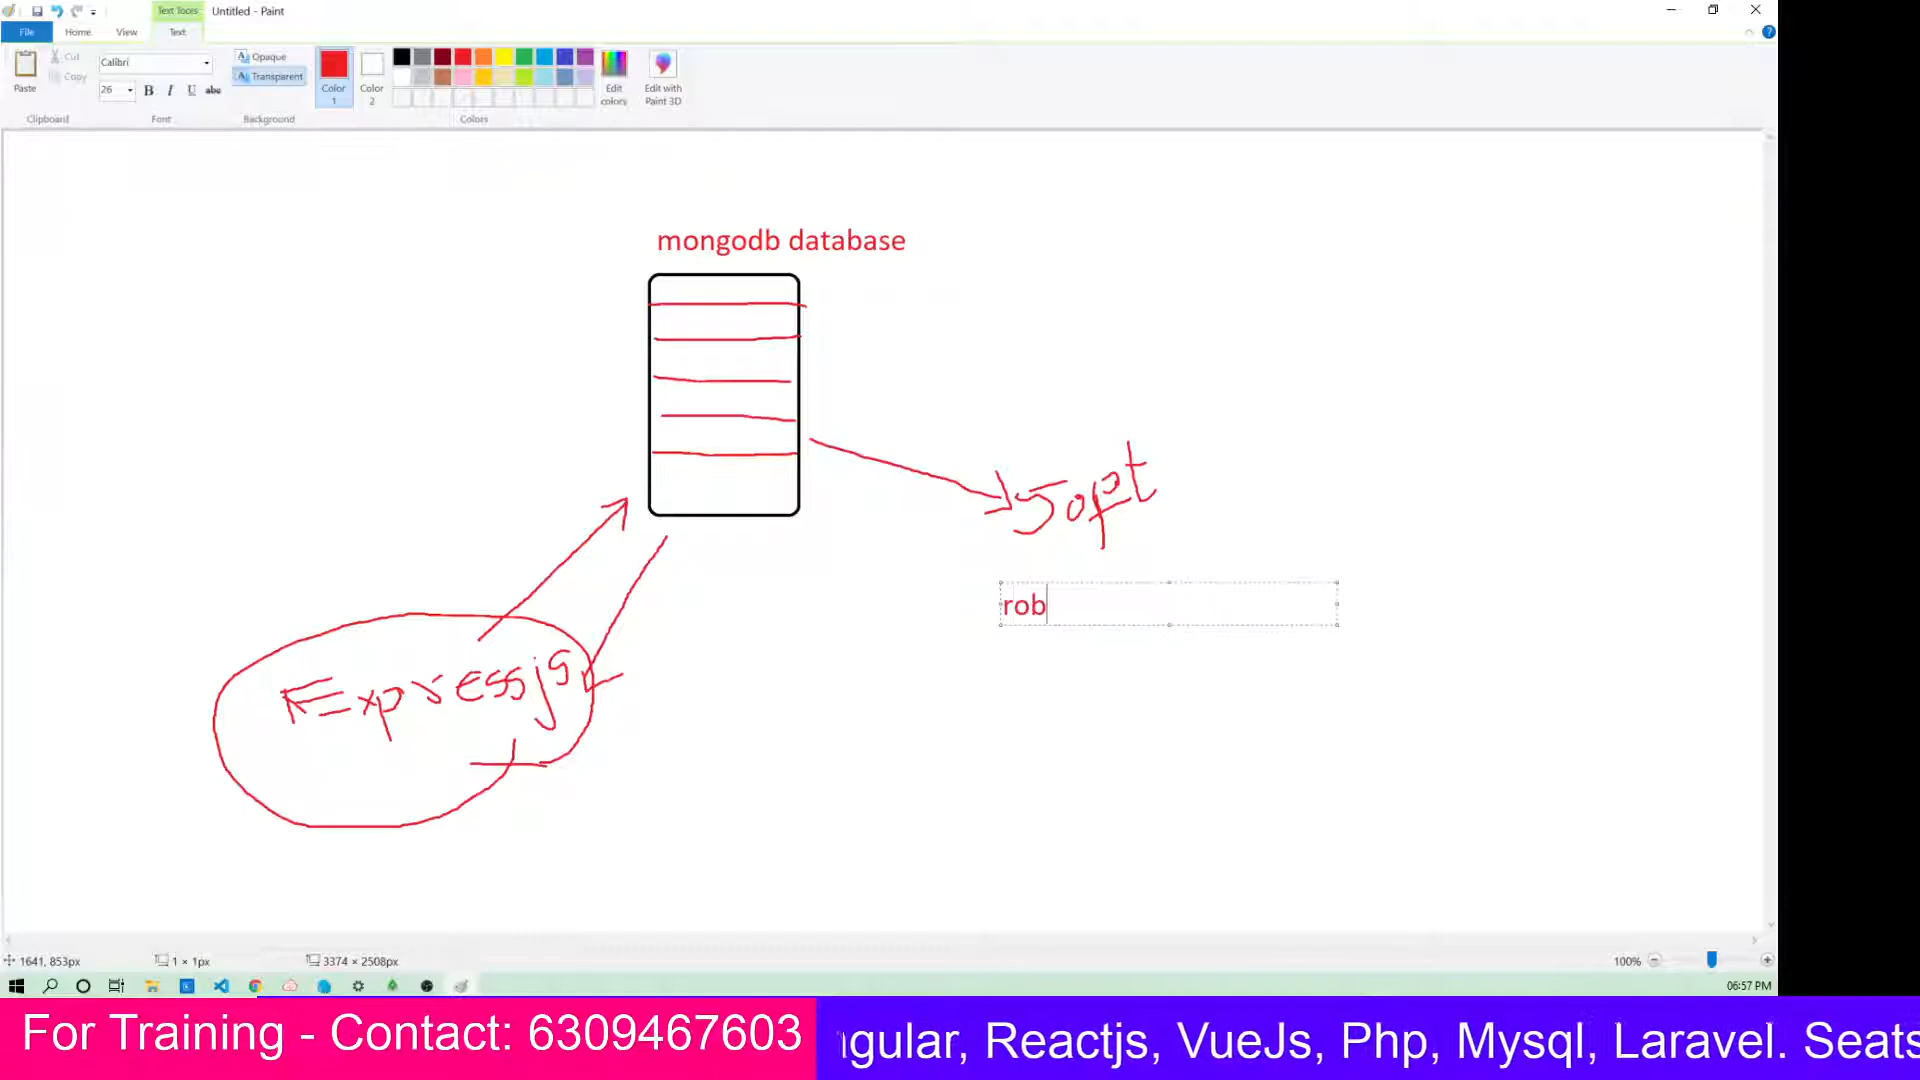 Text Tools
Untitled - Paint
File
Home
View
Text
Paste
Cut
Copy
Clipboard
Calibri
26
B
I
U
abc
Font
Opaque
Transparent
Background
Color
1
Color
2
Colors
Edit
colors
Edit with
Paint 3D
mongodb database
rob
Expressjs
1641, 853px
1 × 1px
3374 × 2508px
100%
06:57 PM
For Training - Contact: 6309467603
ngular, Reactjs, VueJs, Php, Mysql, Laravel. Seats